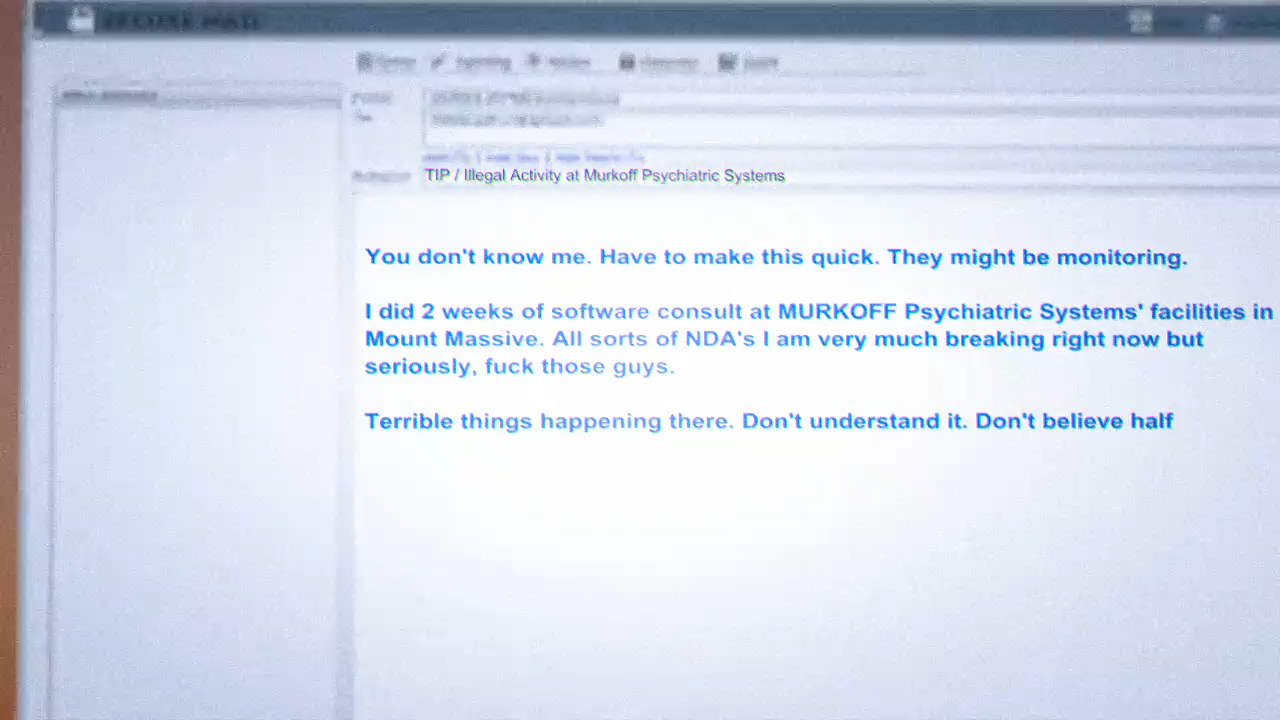 TIP / Illegal Activity at Murkoff Psychiatric Systems
You don't know me. Have to make this quick. They might be monitoring.
I did 2 weeks of software consult at MURKOFF Psychiatric Systems' facilities in
Mount Massive. All sorts of NDA's I am very much breaking right now but
seriously, fuck those guys.
Terrible things happening there. Don't understand it. Don't believe half